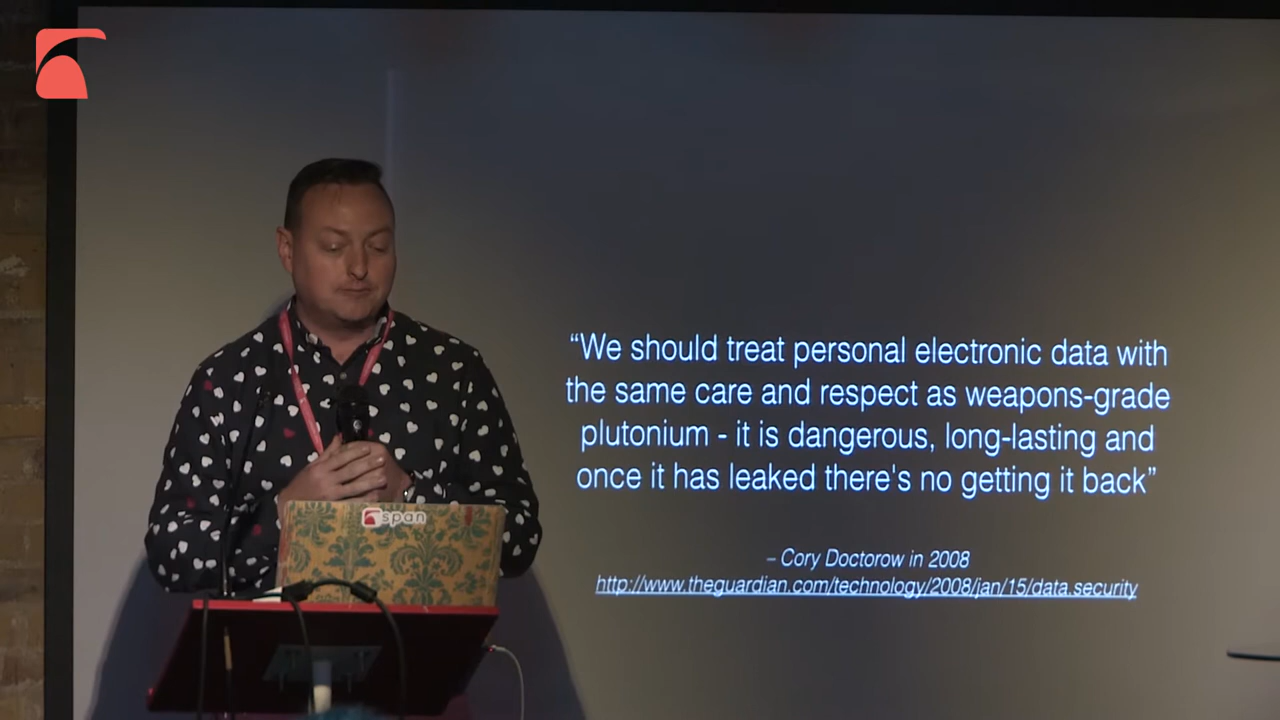 “We should treat personal electronic data with
the same care and respect as weapons-grade
plutonium - it is dangerous, long-lasting and
once it has leaked there's no getting it back”
– Cory Doctorow in 2008
http://www.theguardian.com/technology/2008/jan/15/data.security
span